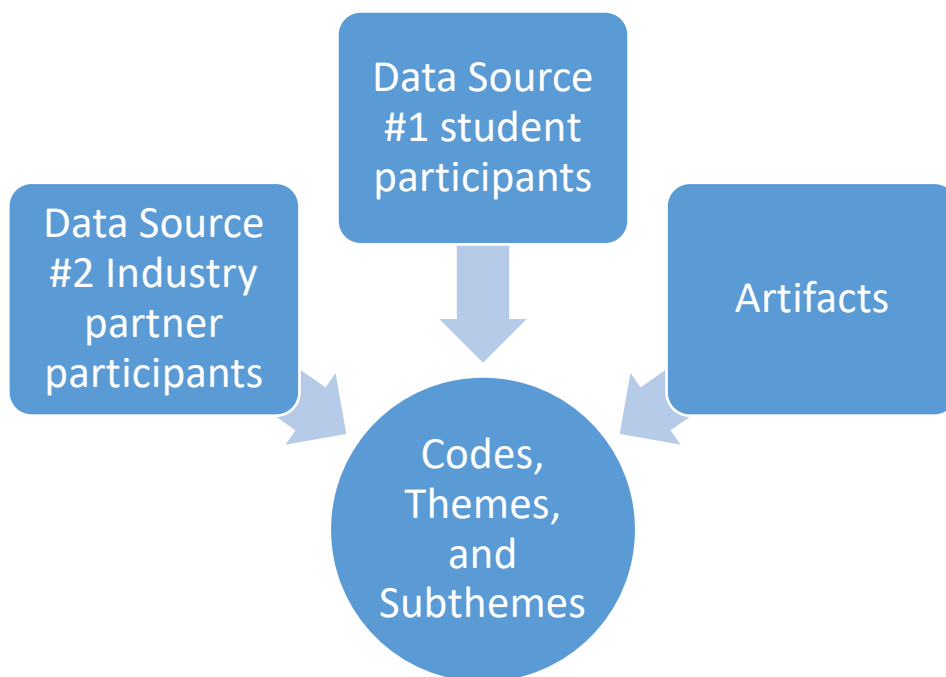 Data Source
#1 student
participants
Data Source
#2 Industry
partner
participants
Artifacts
Codes,
Themes,
and
Subthemes